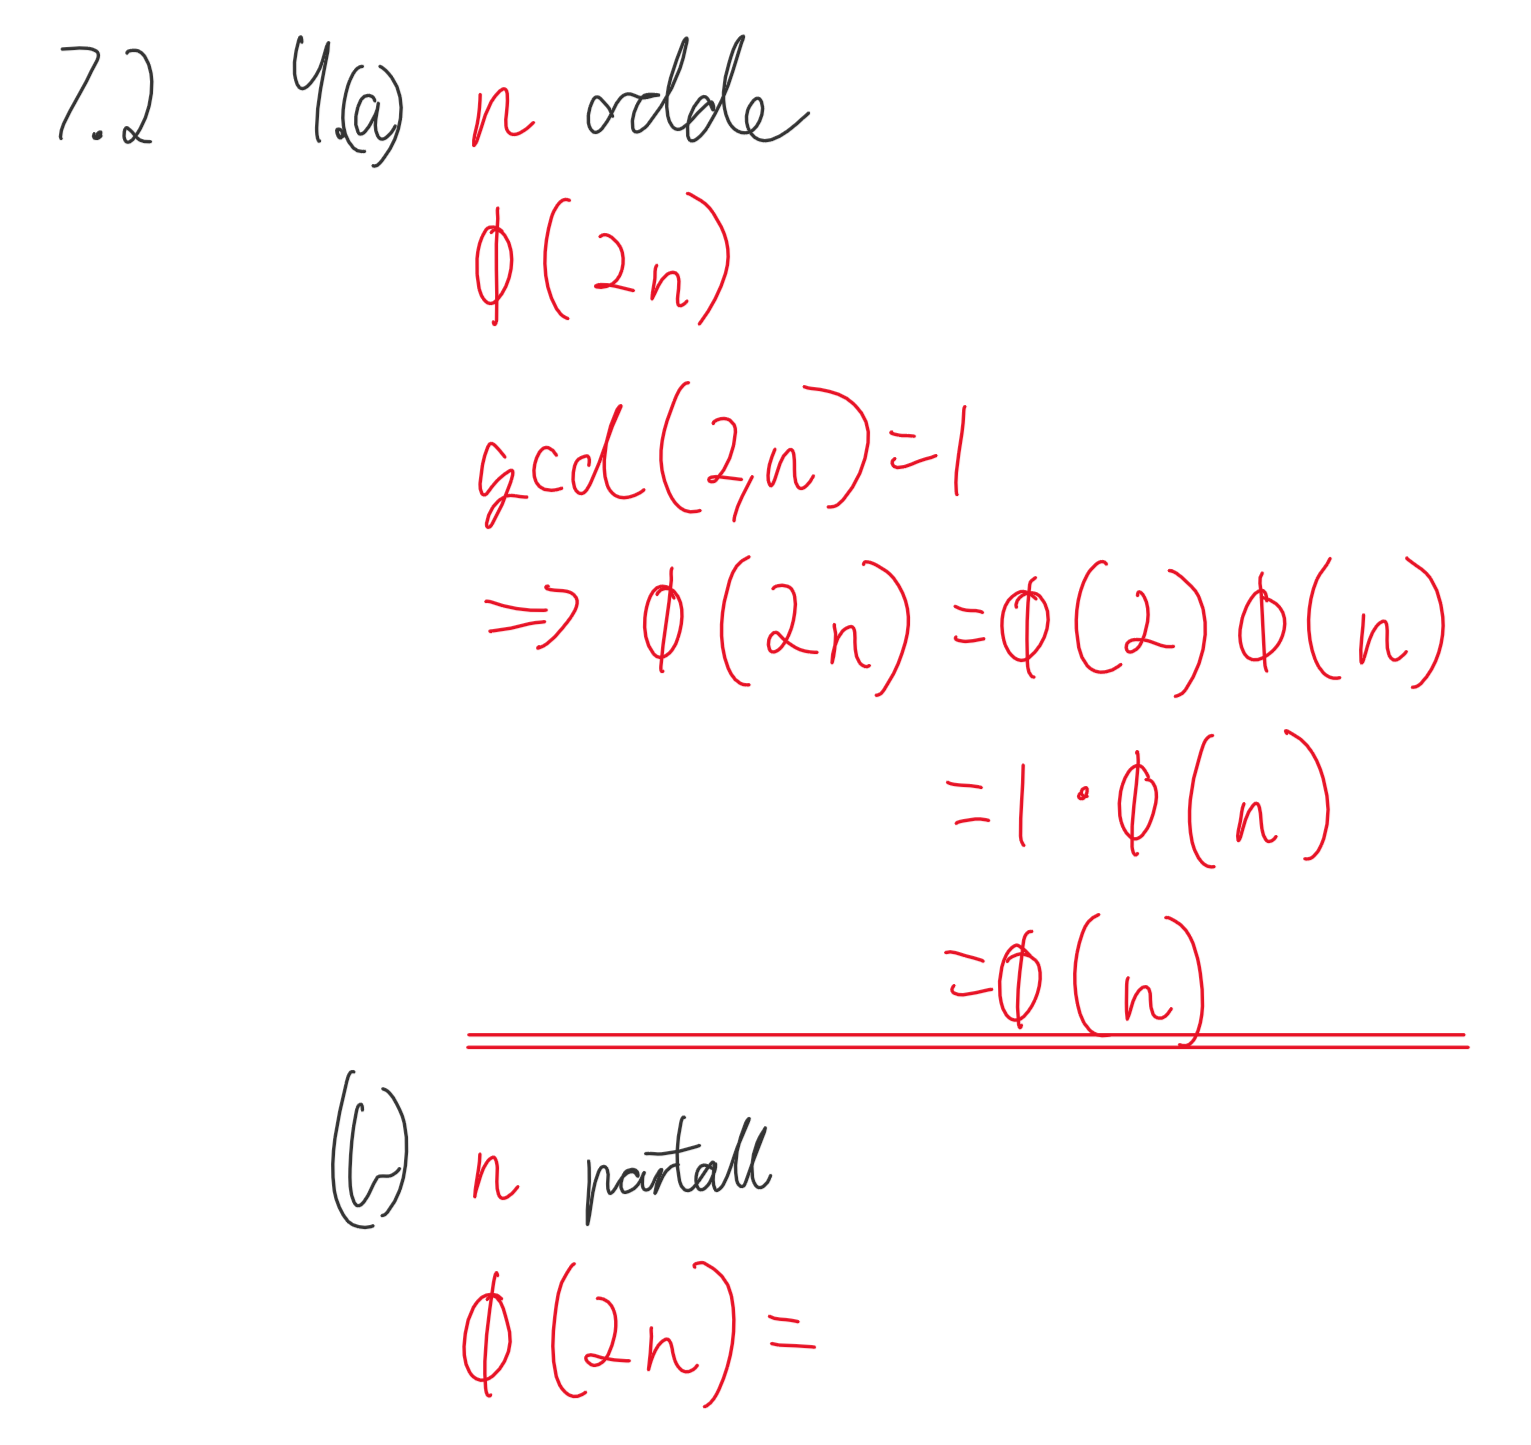 7.2 4.(a) n odde
ϕ(2n)
gcd(2,n)=1
⇒ ϕ(2n) =ϕ(2)ϕ(n)
=1·ϕ(n)
=ϕ(n)
(b) n partall
ϕ(2n)=